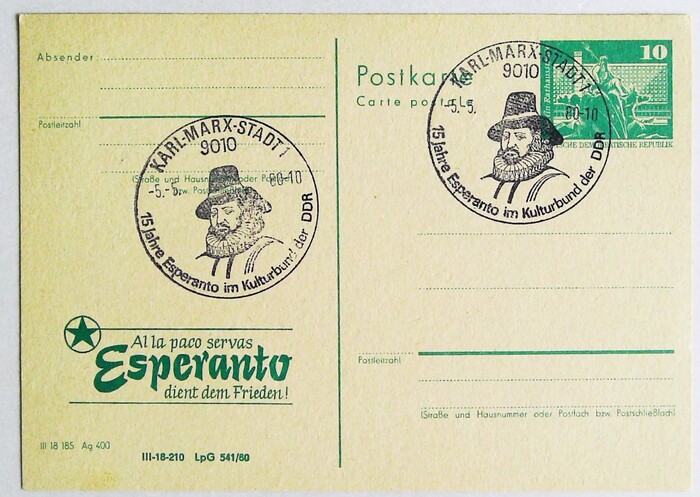 Absender:
Postleitzahl
(Straße und Hausnummer oder
bzw.
KARL-MARX-STADT 1
9010
-5.-5. 80-10
15 Jahre Esperanto im Kulturbund der DDR
Al la paco servas
Esperanto
dient dem Frieden!
III 18 185 Ag 400
III-18-210 LpG 541/80
Postkarte
Carte postale
KARL-MARX-STADT 1
9010
-5.-5. 80-10
15 Jahre Esperanto im Kulturbund der DDR
10
DEUTSCHE DEMOKRATISCHE REPUBLIK
Postleitzahl
(Straße und Hausnummer oder Postfach bzw. Postschließfach)